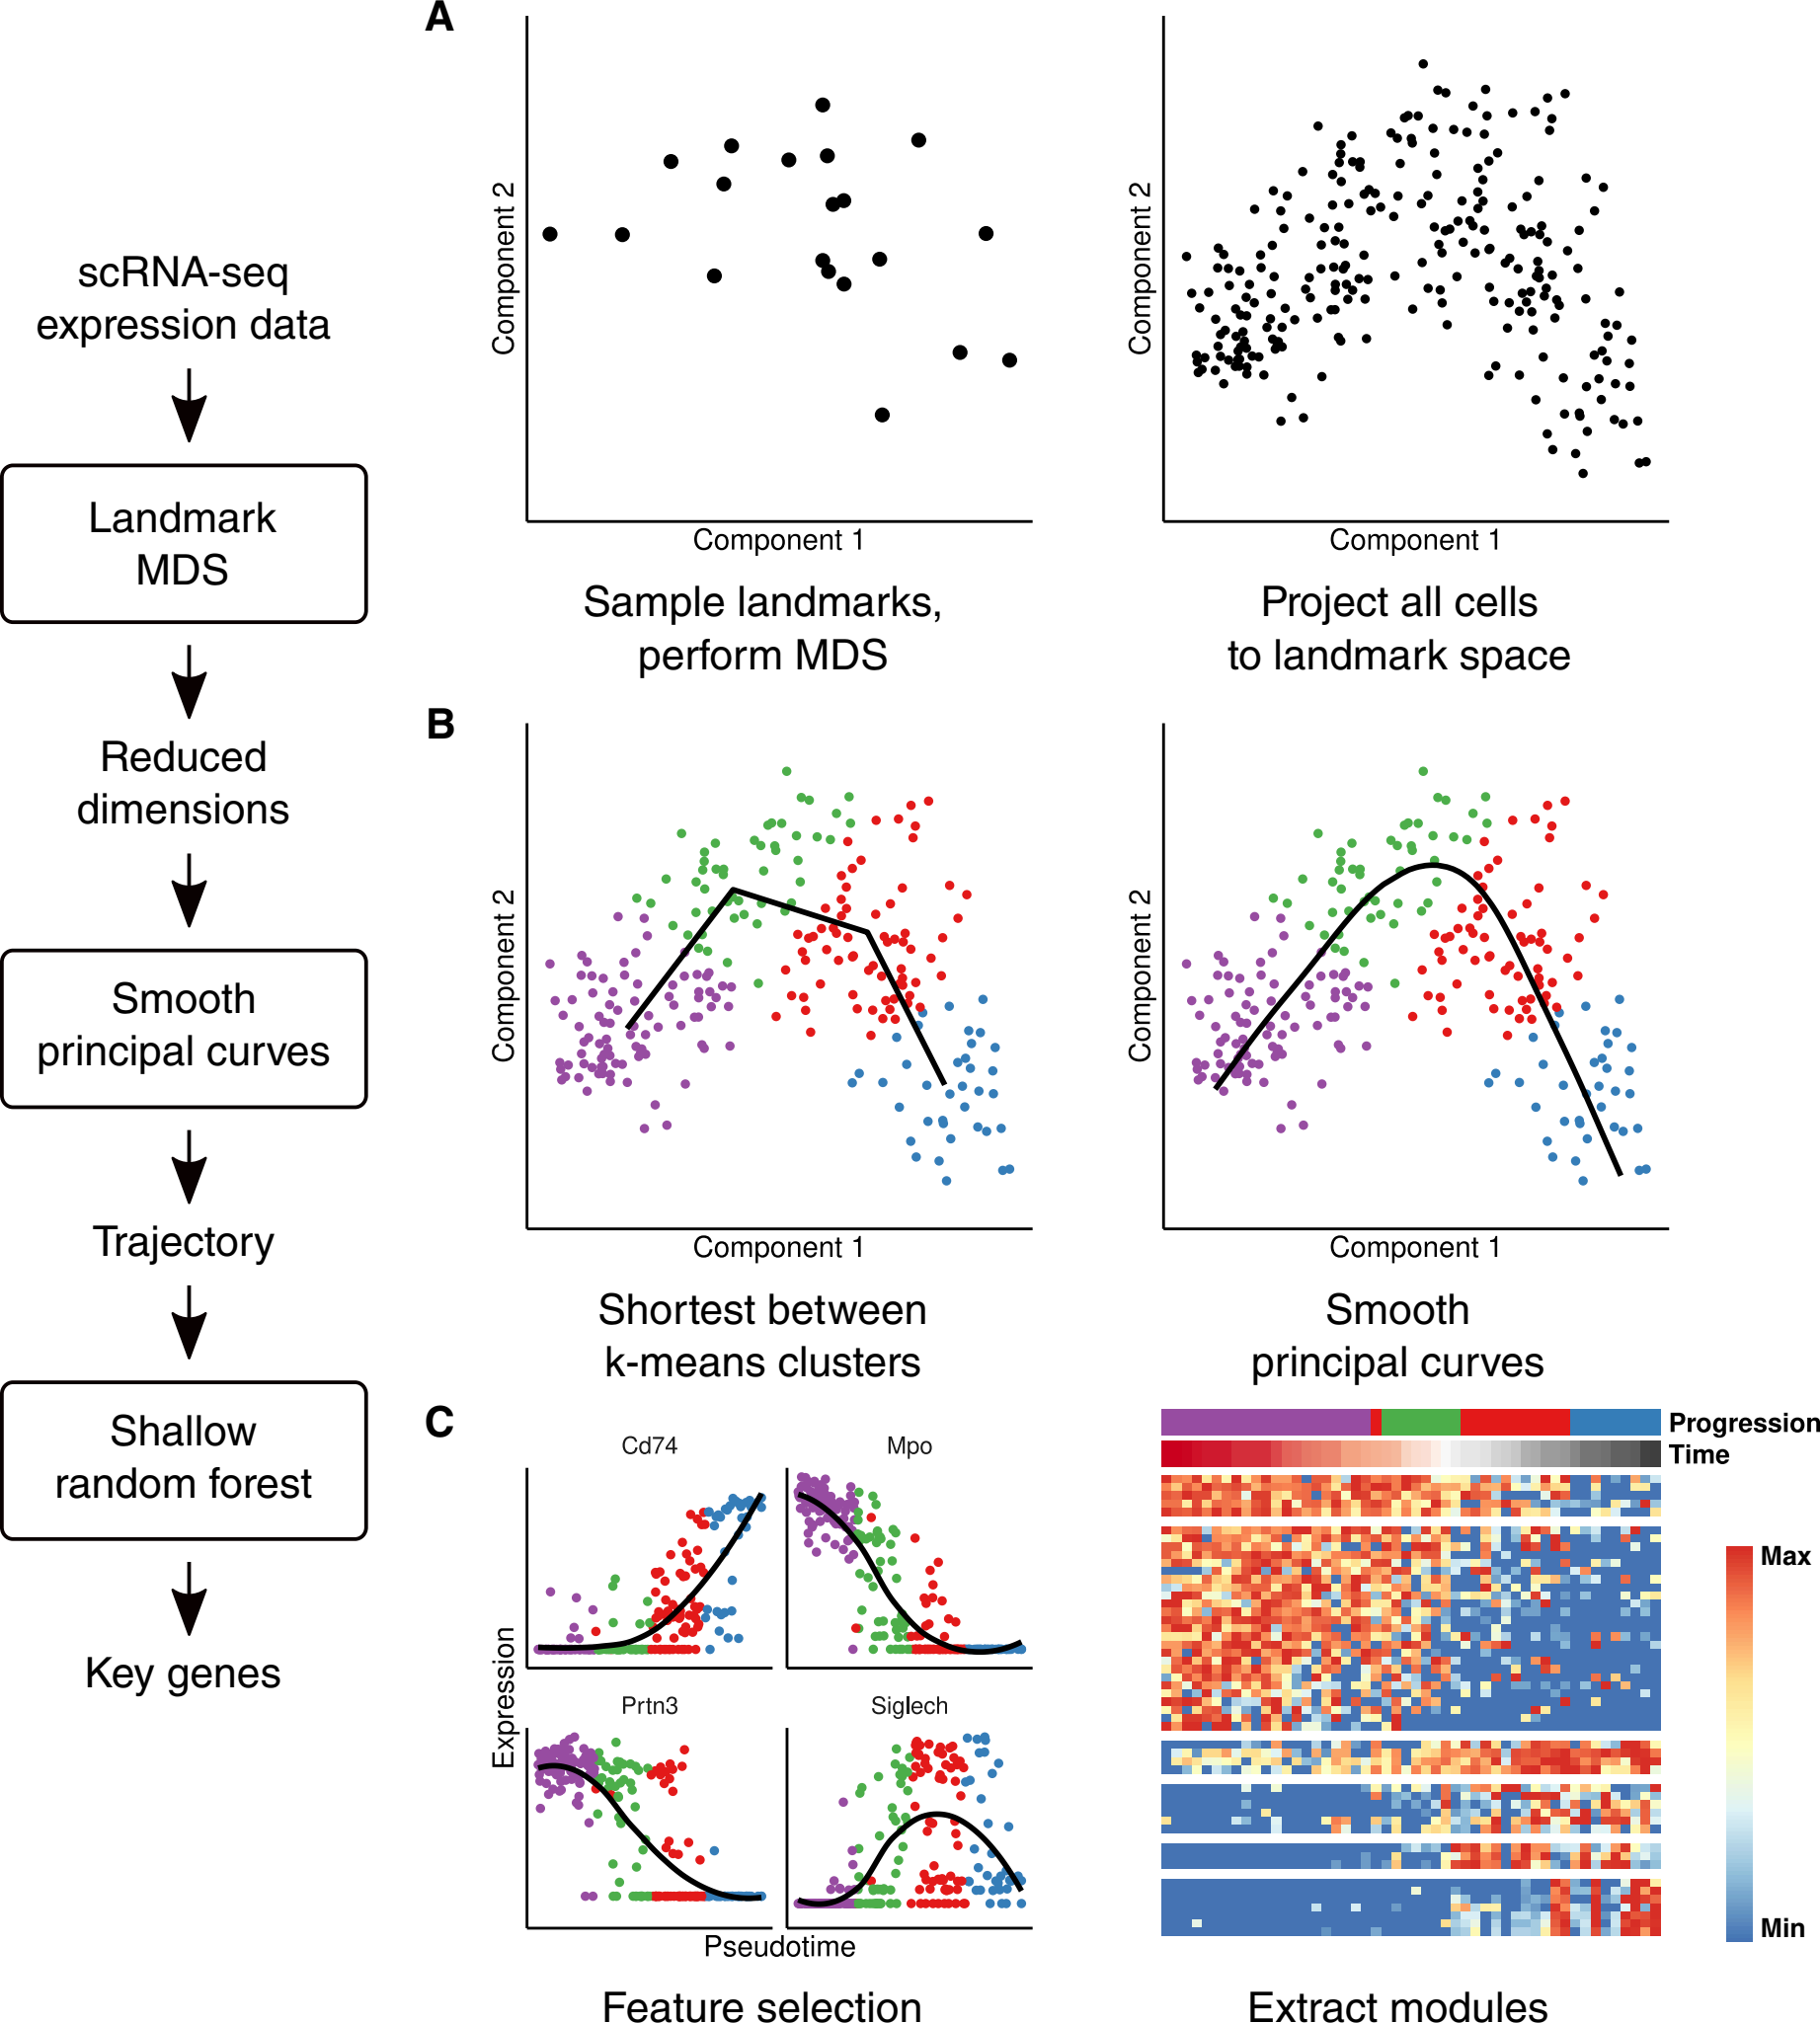 scRNA-seq
expression data
Landmark
MDS
Reduced
dimensions
Smooth
principal curves
Trajectory
Shallow
random forest
Key genes
A
Component 2
Component 1
Sample landmarks,
perform MDS
Component 2
Component 1
Project all cells
to landmark space
B
Component 2
Component 1
Shortest between
k-means clusters
Component 2
Component 1
Smooth
principal curves
C
Cd74
Mpo
Prtn3
Siglech
Expression
Pseudotime
Feature selection
Progression
Time
Max
Min
Extract modules